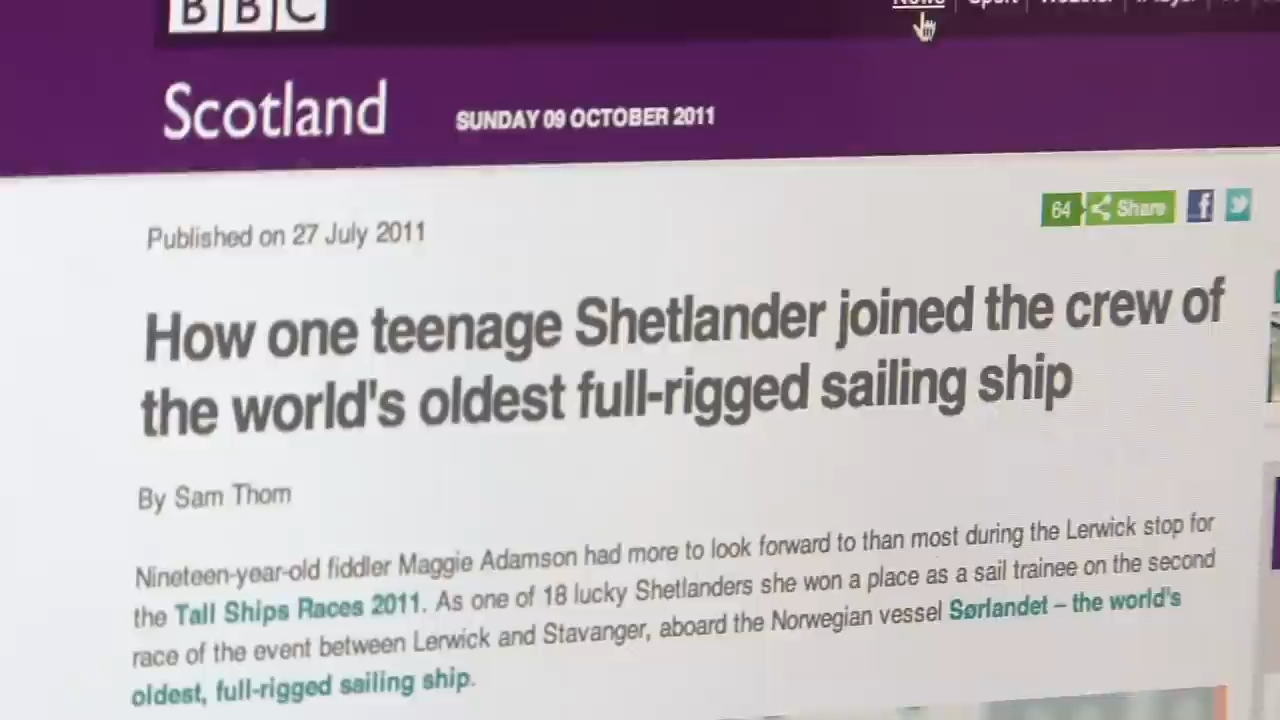 BBC
News Sport Weather
Scotland
SUNDAY 09 OCTOBER 2011
Published on 27 July 2011
64 Share
How one teenage Shetlander joined the crew of
the world's oldest full-rigged sailing ship
By Sam Thom
Nineteen-year-old fiddler Maggie Adamson had more to look forward to than most during the Lerwick stop for
the Tall Ships Races 2011. As one of 18 lucky Shetlanders she won a place as a sail trainee on the second
race of the event between Lerwick and Stavanger, aboard the Norwegian vessel Sørlandet – the world's
oldest, full-rigged sailing ship.